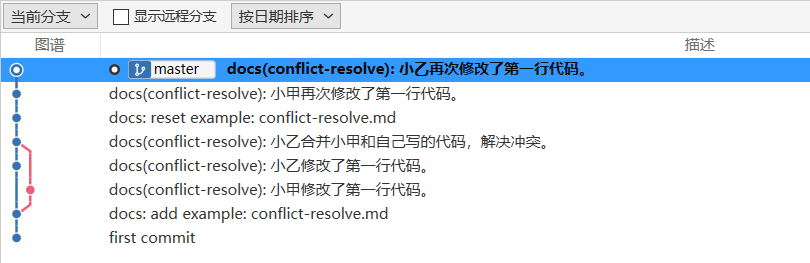 当前分支 显示远程分支 按日期排序
图谱 描述
master docs(conflict-resolve): 小乙再次修改了第一行代码。
docs(conflict-resolve): 小甲再次修改了第一行代码。
docs: reset example: conflict-resolve.md
docs(conflict-resolve): 小乙合并小甲和自己写的代码，解决冲突。
docs(conflict-resolve): 小乙修改了第一行代码。
docs(conflict-resolve): 小甲修改了第一行代码。
docs: add example: conflict-resolve.md
first commit